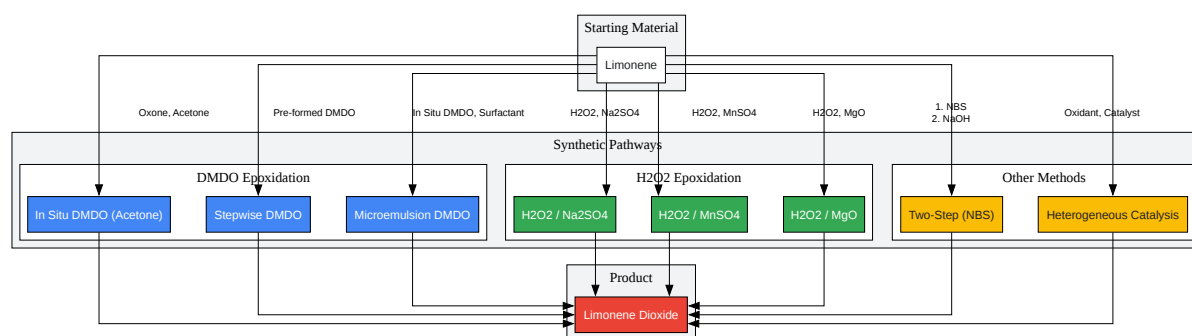 Starting Material
Limonene
Oxone, Acetone
Pre-formed DMDO
In Situ DMDO, Surfactant
H2O2, Na2SO4
H2O2, MnSO4
H2O2, MgO
1. NBS
2. NaOH
Oxidant, Catalyst
Synthetic Pathways
DMDO Epoxidation
H2O2 Epoxidation
Other Methods
In Situ DMDO (Acetone)
Stepwise DMDO
Microemulsion DMDO
H2O2 / Na2SO4
H2O2 / MnSO4
H2O2 / MgO
Two-Step (NBS)
Heterogeneous Catalysis
Product
Limonene Dioxide